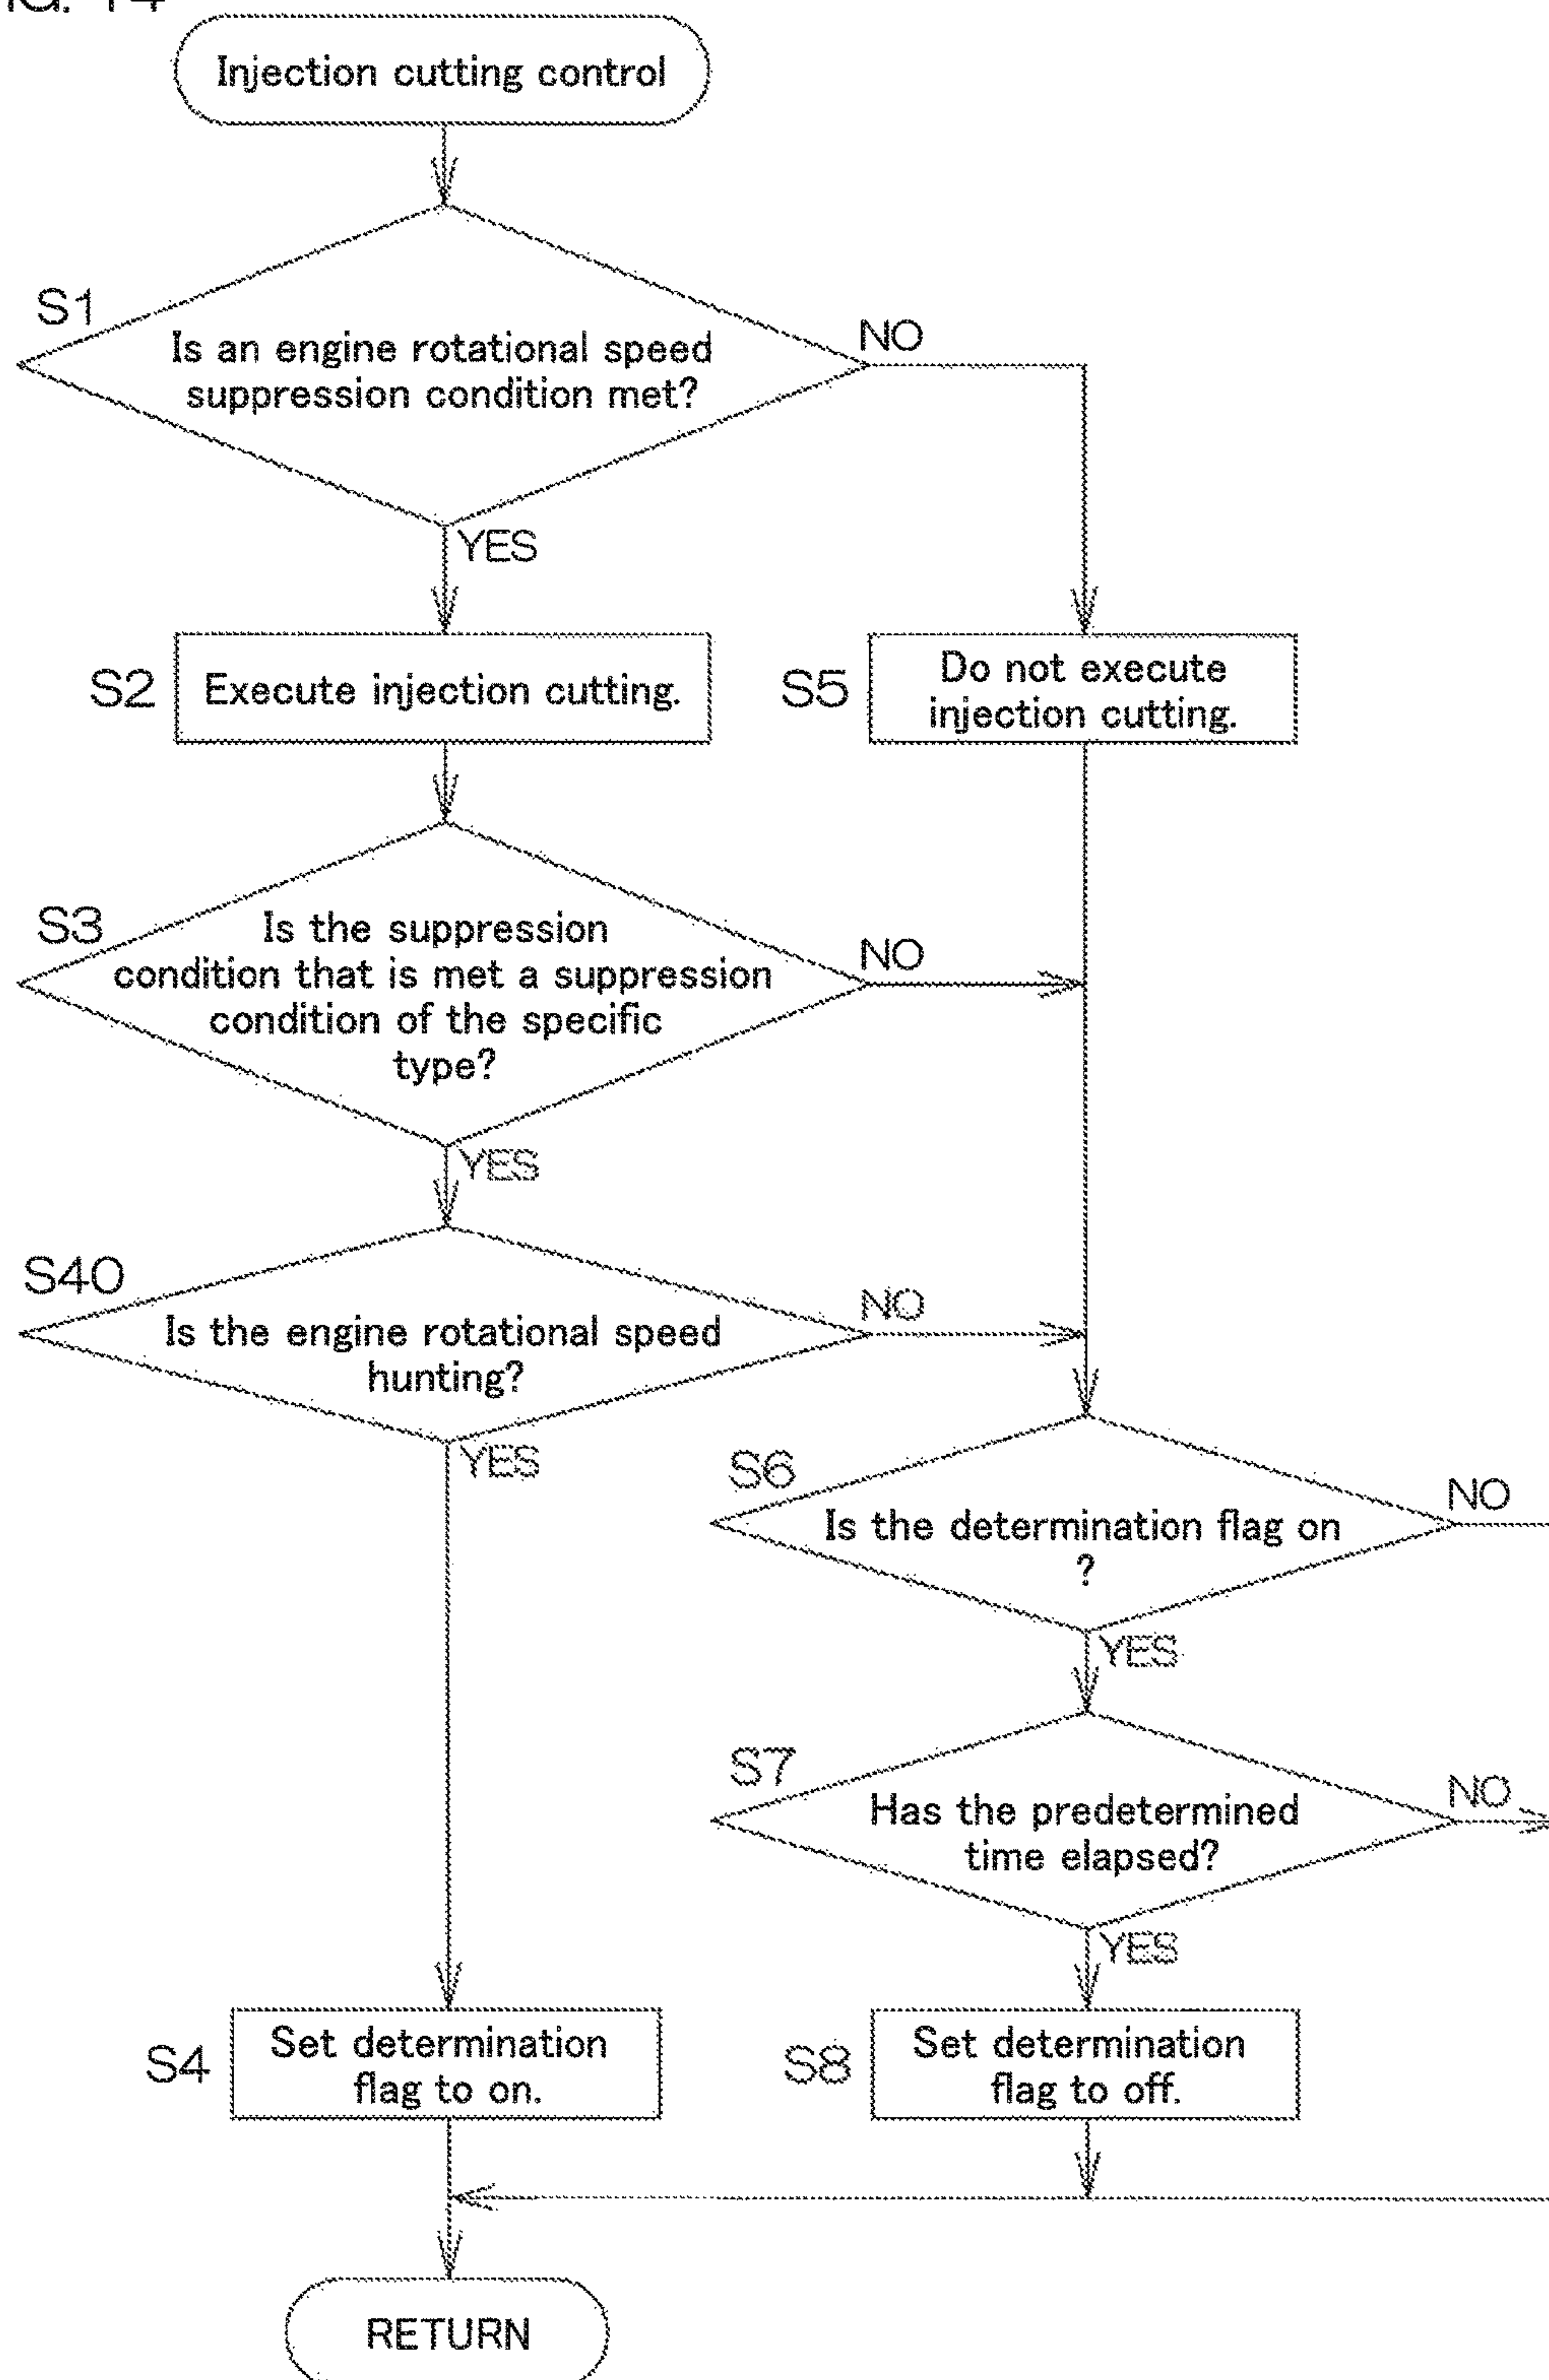 Injection cutting control
S1
Is an engine rotational speed
suppression condition met?
NO
YES
S2
Execute injection cutting.
S5
Do not execute
injection cutting.
S3
Is the suppression
condition that is met a suppression
condition of the specific
type?
NO
YES
S40
Is the engine rotational speed
hunting?
NO
YES
S6
Is the determination flag on
?
NO
YES
S7
Has the predetermined
time elapsed?
NO
YES
S4
Set determination
flag to on.
S8
Set determination
flag to off.
RETURN